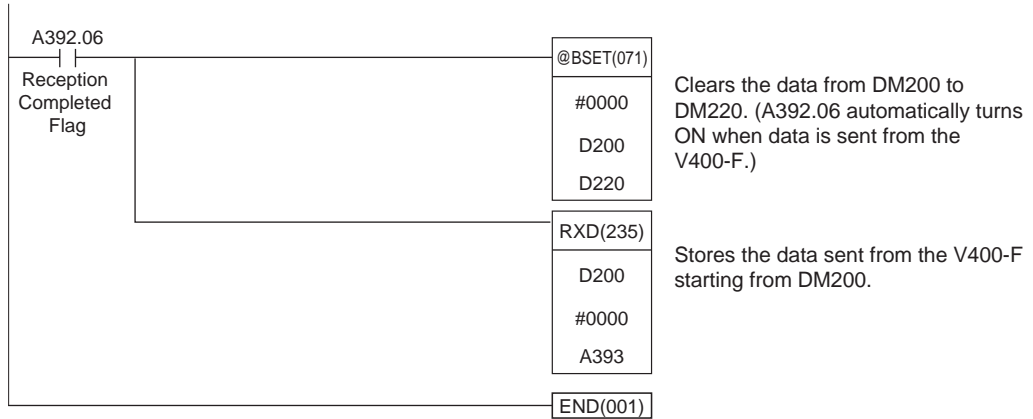 A392.06
Reception
Completed
Flag
@BSET(071)
#0000
D200
D220
Clears the data from DM200 to
DM220. (A392.06 automatically turns
ON when data is sent from the
V400-F.)
RXD(235)
D200
#0000
A393
Stores the data sent from the V400-F
starting from DM200.
END(001)